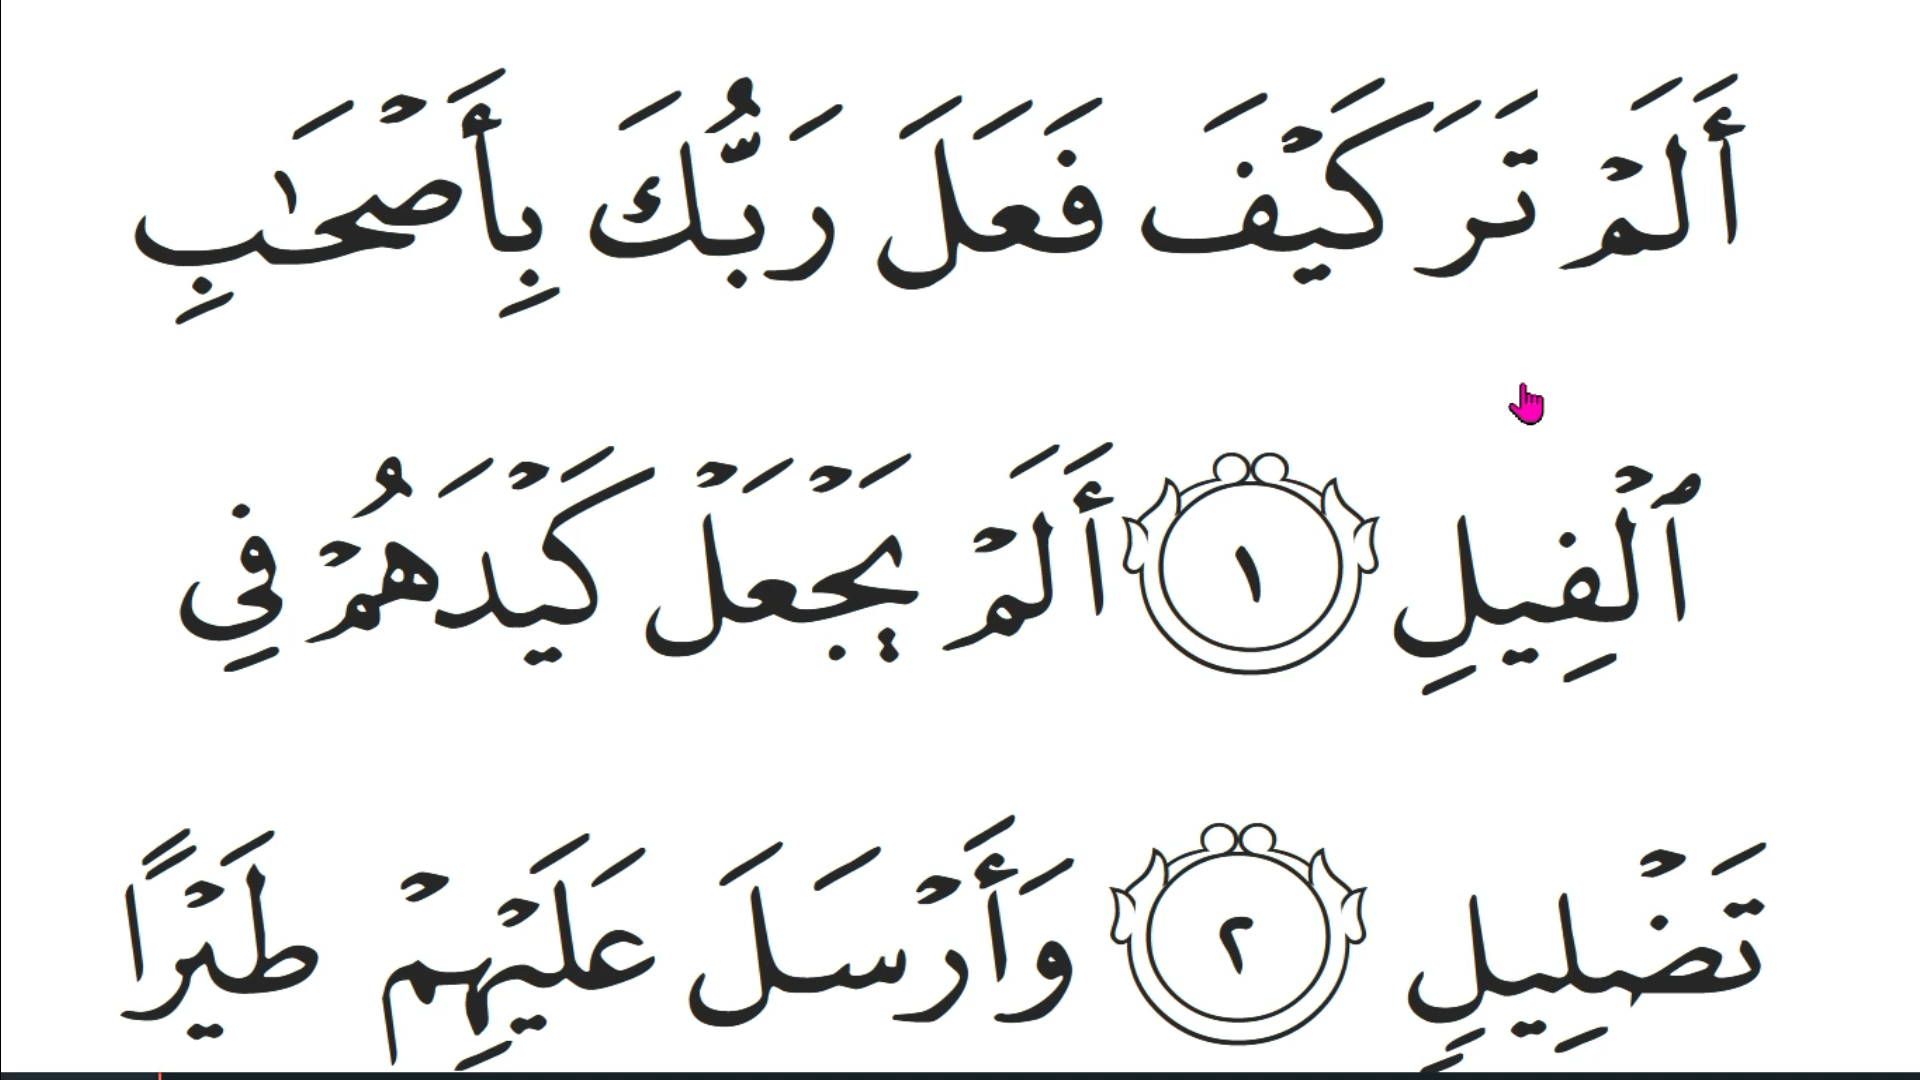 أَلَمْ تَرَ كَيْفَ فَعَلَ رَبُّكَ بِأَصْحَـٰبِ
ٱلْفِيلِ ١ أَلَمْ يَجْعَلْ كَيْدَهُمْ فِي
تَضْلِيلٍ ٢ وَأَرْسَلَ عَلَيْهِمْ طَيْرًا